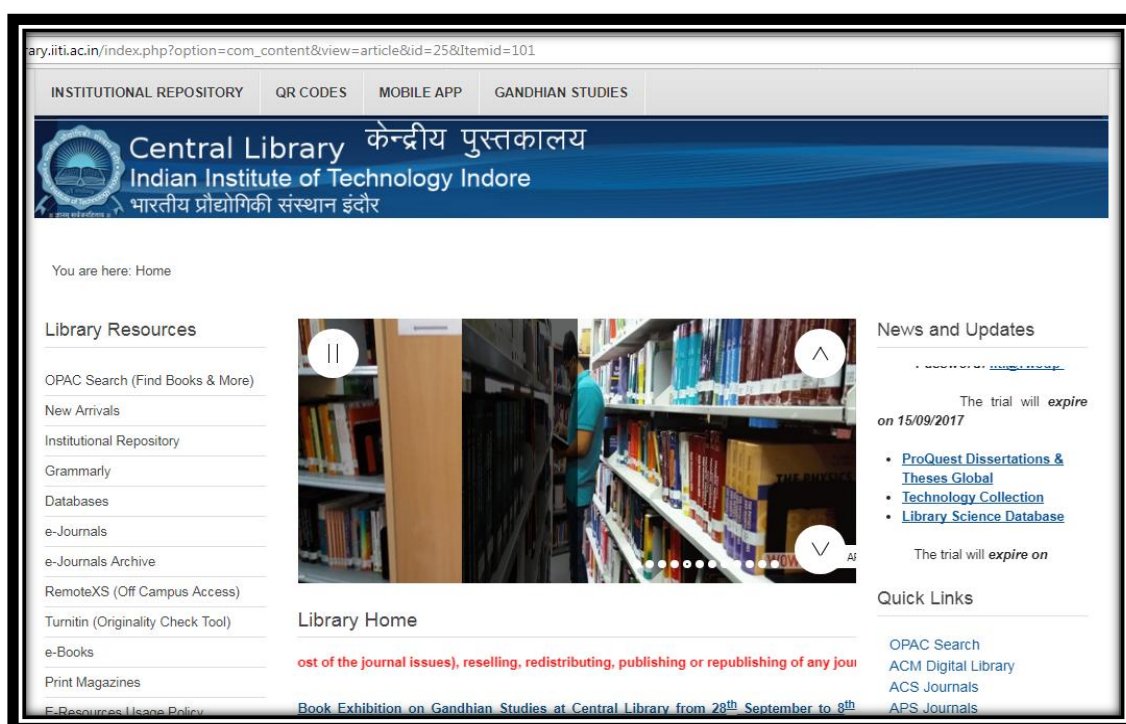 ary.iiti.ac.in/index.php?option=com_content&view=article&id=25&Itemid=101
INSTITUTIONAL REPOSITORY QR CODES MOBILE APP GANDHIAN STUDIES
Central Library केन्द्रीय पुस्तकालय
Indian Institute of Technology Indore
भारतीय प्रौद्योगिकी संस्थान इंदौर
You are here: Home
Library Resources
OPAC Search (Find Books & More)
New Arrivals
Institutional Repository
Grammarly
Databases
e-Journals
e-Journals Archive
RemoteXS (Off Campus Access)
Turnitin (Originality Check Tool)
e-Books
Print Magazines
E-Resources Usage Policy
THE PHYSICS
WOW
Library Home
ost of the journal issues), reselling, redistributing, publishing or republishing of any jour
Book Exhibition on Gandhian Studies at Central Library from 28th September to 8th
News and Updates
The trial will expire
on 15/09/2017
ProQuest Dissertations &
Theses Global
Technology Collection
Library Science Database
The trial will expire on
Quick Links
OPAC Search
ACM Digital Library
ACS Journals
APS Journals